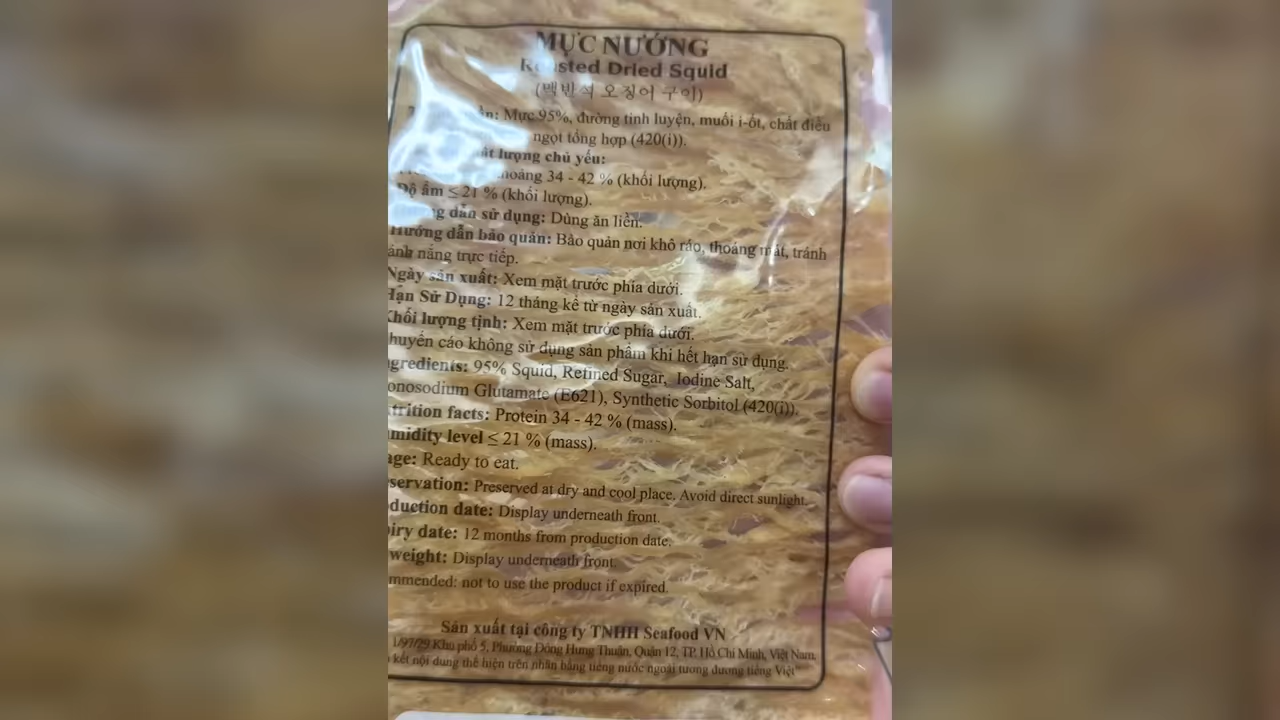 MỰC NƯỚNG
Roasted Dried Squid
(백반석 오징어 구이)
Mực 95%, đường tinh luyện, muối i-ốt, chất điều
ngọt tổng hợp (420(i)).
lượng chủ yếu:
34 - 42 % (khối lượng).
Độ ẩm ≤ 21 % (khối lượng).
dẫn sử dụng: Dùng ăn liền.
Hướng dẫn bảo quản: Bảo quản nơi khô ráo, thoáng mát, tránh
ánh nắng trực tiếp.
Ngày sản xuất: Xem mặt trước phía dưới.
Hạn Sử Dụng: 12 tháng kể từ ngày sản xuất.
Khối lượng tịnh: Xem mặt trước phía dưới.
huyến cáo không sử dụng sản phẩm khi hết hạn sử dụng.
gredients: 95% Squid, Refined Sugar, Iodine Salt,
onosodium Glutamate (E621), Synthetic Sorbitol (420(i)).
trition facts: Protein 34 - 42 % (mass).
midity level ≤ 21 % (mass).
age: Ready to eat.
servation: Preserved at dry and cool place. Avoid direct sunlight.
duction date: Display underneath front.
iry date: 12 months from production date.
weight: Display underneath front.
mmended: not to use the product if expired.
Sản xuất tại công ty TNHH Seafood VN
1/97/29 Khu phố 5, Phường Đông Hưng Thuận, Quận 12, TP. Hồ Chí Minh, Việt Nam.
kết nội dung thể hiện trên nhãn bằng tiếng nước ngoài tương đương tiếng Việt"